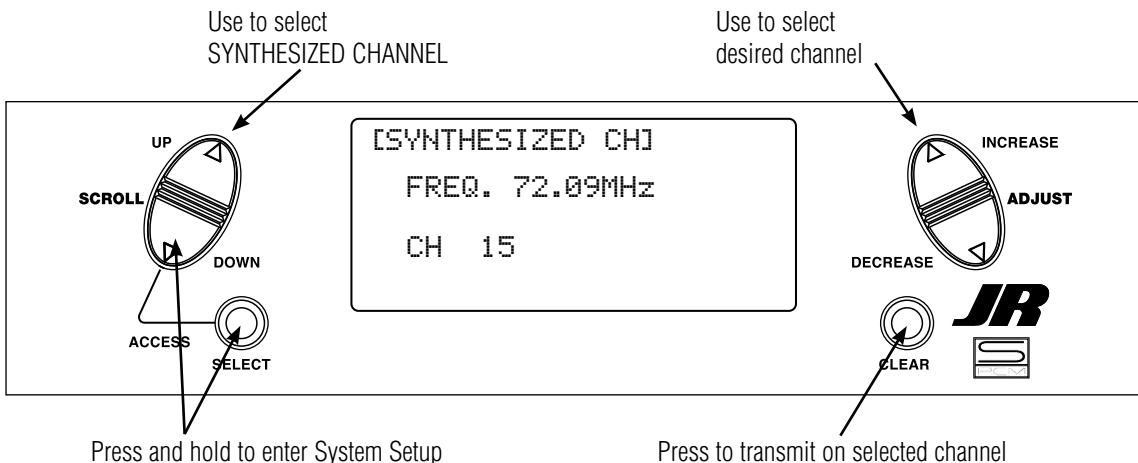 Use to select
SYNTHESIZED CHANNEL
Use to select
desired channel
UP
SCROLL
DOWN
ACCESS
SELECT
[SYNTHESIZED CH]
FREQ. 72.09MHz
CH 15
INCREASE
ADJUST
DECREASE
CLEAR
JR
S
PCM
Press and hold to enter System Setup
Press to transmit on selected channel